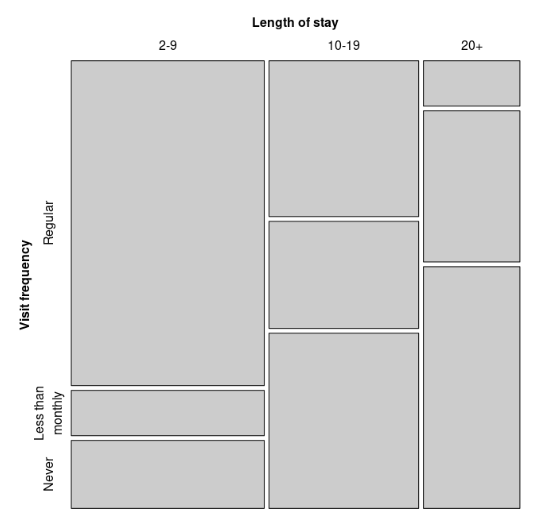 Length of stay
2-9 10-19 20+
Visit frequency
Regular
Less than
monthly
Never